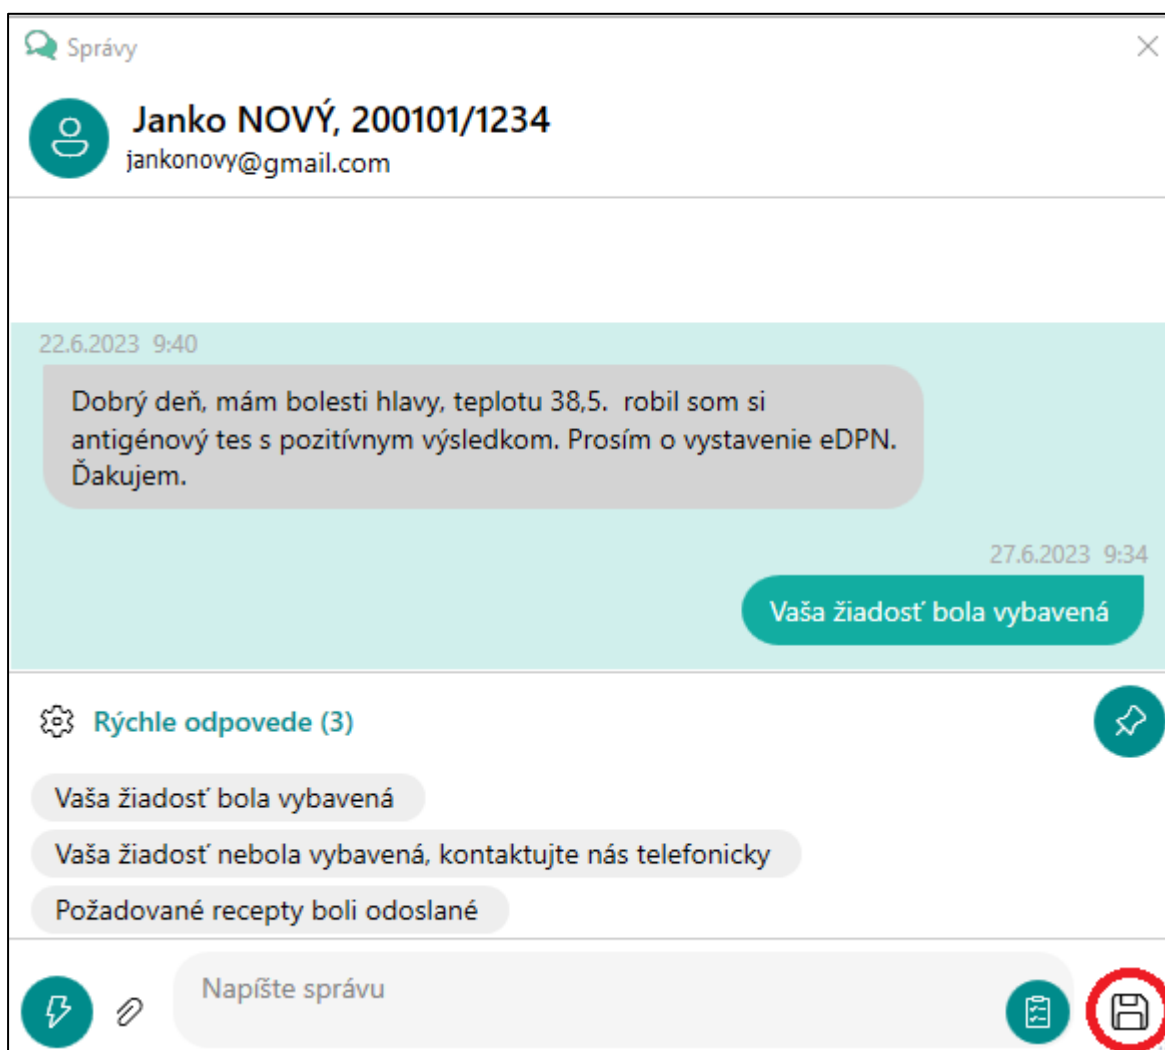 Správy
Janko NOVÝ, 200101/1234
jankonovy@gmail.com
22.6.2023 9:40
Dobrý deň, mám bolesti hlavy, teplotu 38,5. robil som si
antigénový tes s pozitívnym výsledkom. Prosím o vystavenie eDPN.
Ďakujem.
27.6.2023 9:34
Vaša žiadosť bola vybavená
Rýchle odpovede (3)
Vaša žiadosť bola vybavená
Vaša žiadosť nebola vybavená, kontaktujte nás telefonicky
Požadované recepty boli odoslané
Napíšte správu